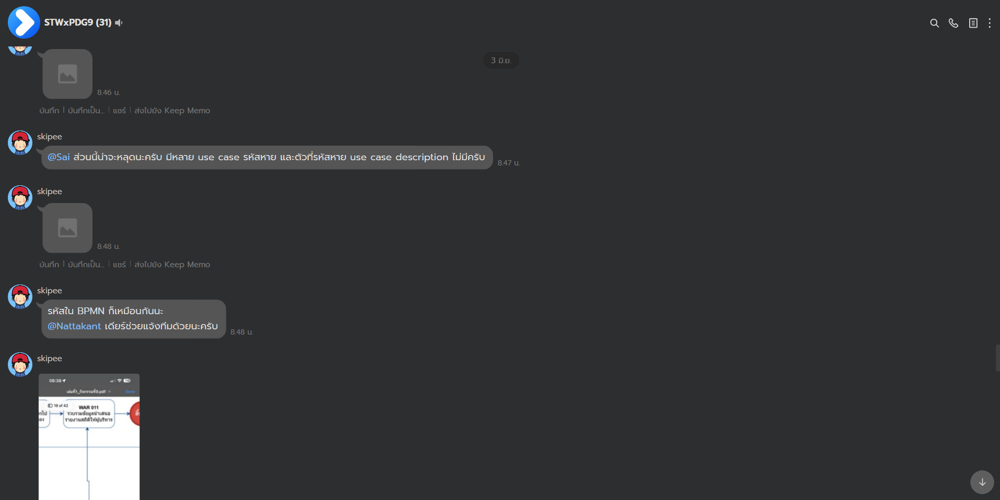 STWxPDG9 (31)
3 มิ.ย.
8.46 น.
บันทึก | บันทึกเป็น... | แชร์ | ส่งไปยัง Keep Memo
skipee
@Sai ส่วนนี้น่าจะหลุดนะครับ มีหลาย use case รหัสหาย และตัวที่รหัสหาย use case description ไม่มีครับ
8.47 น.
skipee
8.48 น.
บันทึก | บันทึกเป็น... | แชร์ | ส่งไปยัง Keep Memo
skipee
รหัสใน BPMN ก็เหมือนกันนะ
@Nattakant เดียร์ช่วยแจ้งทีมด้วยนะครับ
8.48 น.
skipee
08:38
เล่มที่1_กิจกรรมที่9.pdf
Done
19 of 42
WAR 011
รวบรวมข้อมูลนำเสนอ
รายงานสถิติให้ผู้บริหาร